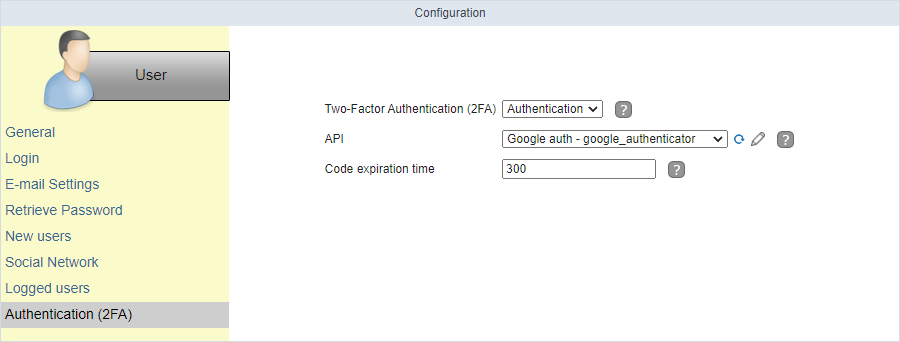 Configuration
User
General
Login
E-mail Settings
Retrieve Password
New users
Social Network
Logged users
Authentication (2FA)
Two-Factor Authentication (2FA) Authentication ?
API Google auth - google_authenticator ?
Code expiration time 300 ?